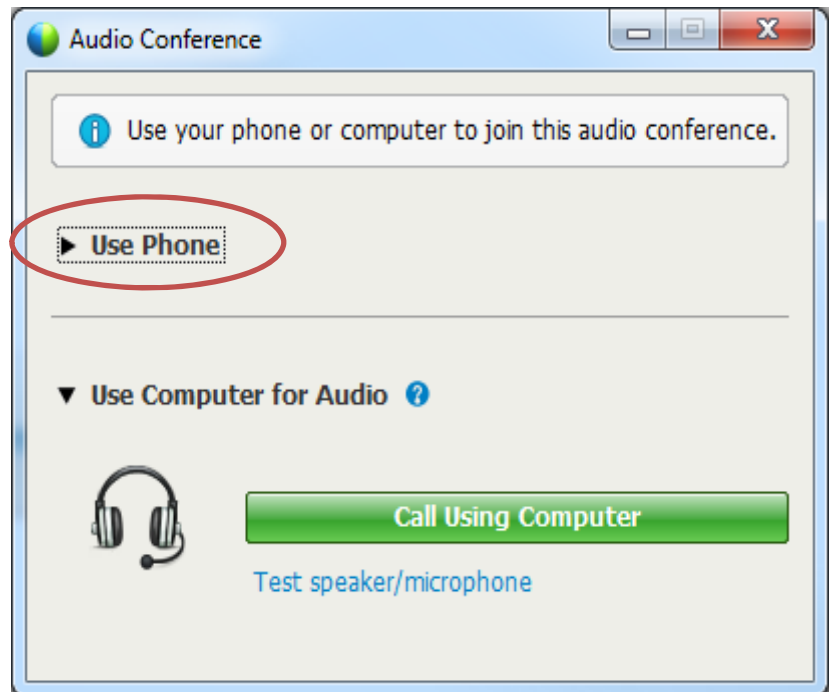 Audio Conference
Use your phone or computer to join this audio conference.
Use Phone
Use Computer for Audio
Call Using Computer
Test speaker/microphone